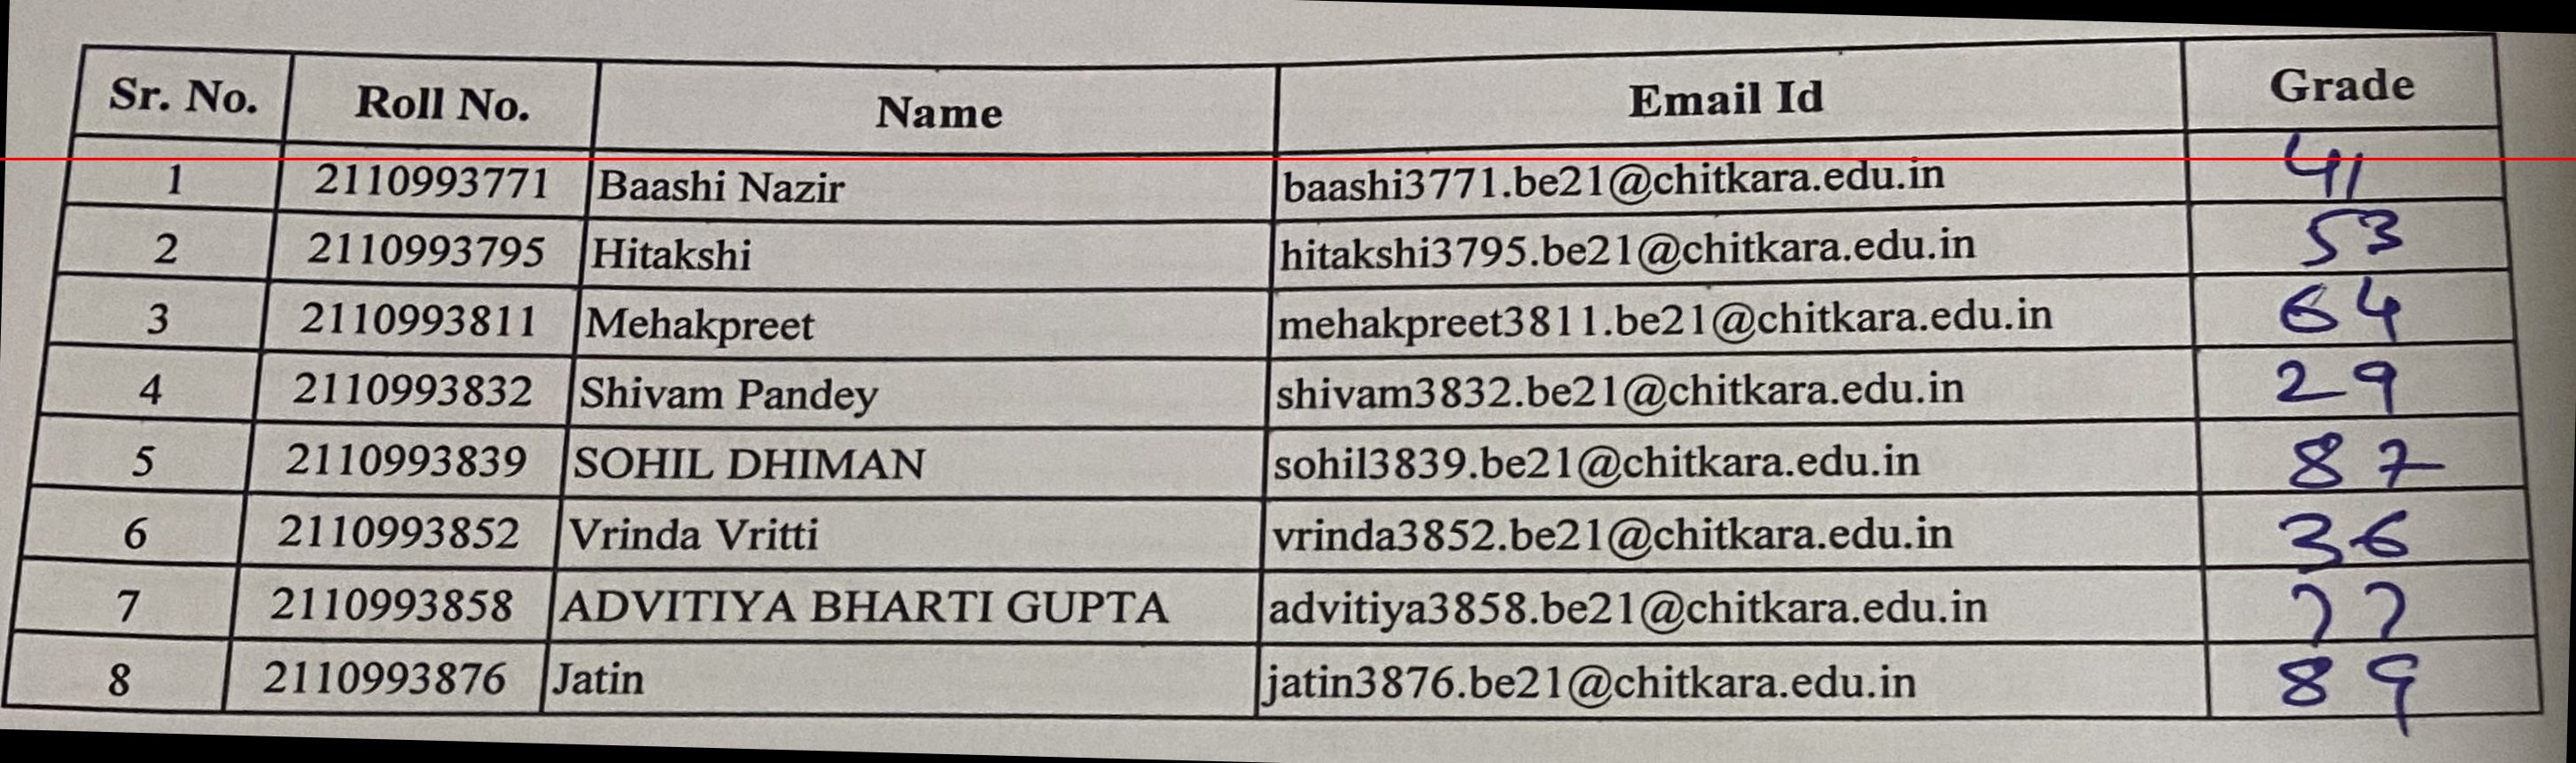 Sr. No. Roll No. Name Email Id Grade
1 2110993771 Baashi Nazir baashi3771.be21@chitkara.edu.in 41
2 2110993795 Hitakshi hitakshi3795.be21@chitkara.edu.in 53
3 2110993811 Mehakpreet mehakpreet3811.be21@chitkara.edu.in 64
4 2110993832 Shivam Pandey shivam3832.be21@chitkara.edu.in 29
5 2110993839 SOHIL DHIMAN sohil3839.be21@chitkara.edu.in 87
6 2110993852 Vrinda Vritti vrinda3852.be21@chitkara.edu.in 36
7 2110993858 ADVITIYA BHARTI GUPTA advitiya3858.be21@chitkara.edu.in 77
8 2110993876 Jatin jatin3876.be21@chitkara.edu.in 89